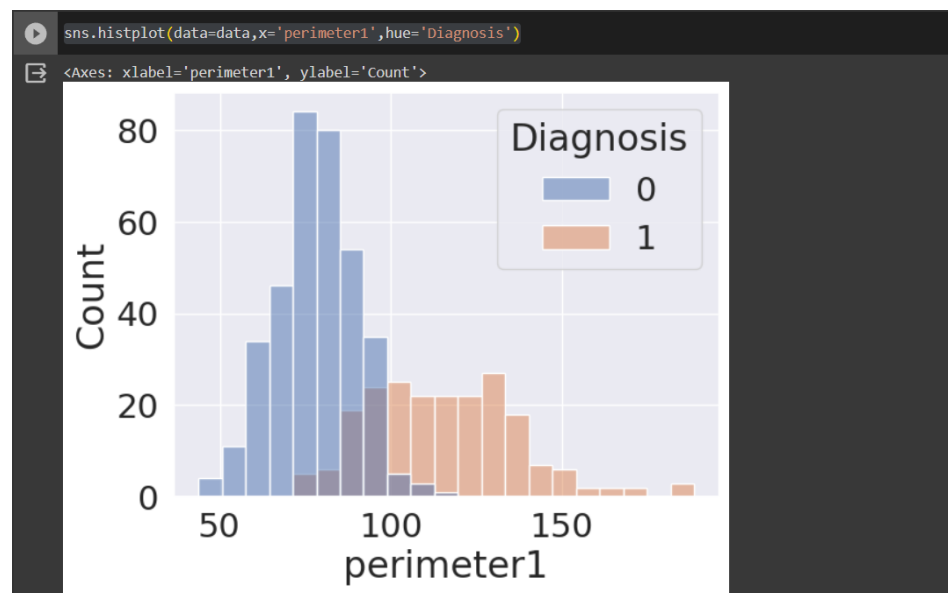 sns.histplot(data=data,x='perimeter1',hue='Diagnosis')
<Axes: xlabel='perimeter1', ylabel='Count'>
Diagnosis
0
1
Count
80
60
40
20
0
50 100 150
perimeter1